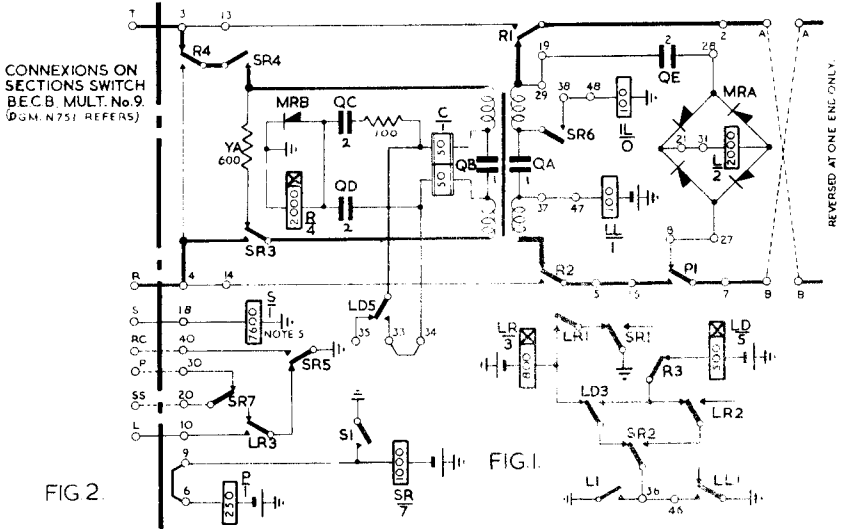 T
3
13
R1
2
A
A
R4
SR4
19
2
28
QE
CONNEXIONS ON
SECTIONS SWITCH
B.E.C.B. MULT. No.9.
(DGM. N751 REFERS)
29
38
48
MRA
MRB
QC
C
1
100
IL
0
SR6
2
100
50
50
YA
600
21
31
L
2
2000
QB
1
QA
1
QD
2
2000
R
4
37
47
100
LL
1
8
27
SR3
REVERSED AT ONE END ONLY.
R
4
14
R2
5
P1
7
B
B
S
18
7600
S
1
NOTE 5
LD5
35
33
34
RC
40
SR5
P
30
SS
20
SR7
L
10
LR3
LR
3
800
LR1
SR1
LD
5
500
R3
LD3
LR2
S1
SR2
9
1000
SR
7
FIG.1.
L1
36
46
LL1
FIG.2.
6
P
1
250